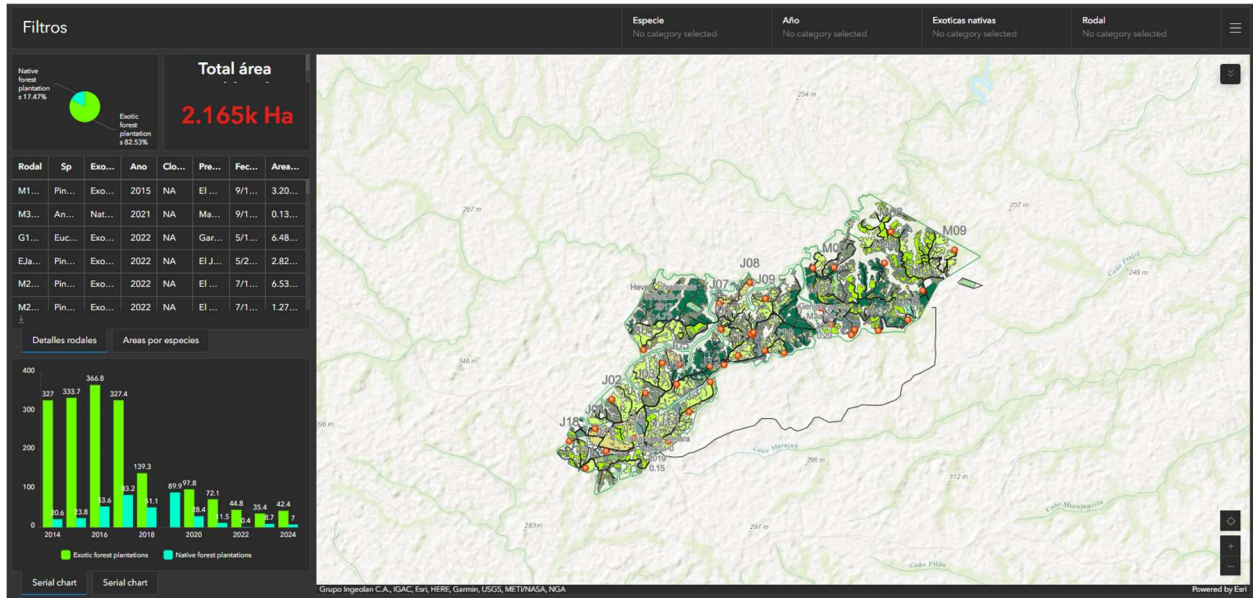 Filtros
Especie
No category selected
Año
No category selected
Exoticas nativas
No category selected
Rodal
No category selected
Native
forest
plantation
s 17.47%
Exotic
forest
plantation
s 82.53%
Total área
2.165k Ha
Rodal Sp Exo... Ano Clo... Pre... Fec... Area...
M1... Pin... Exo... 2015 NA El ... 9/1... 3.20...
M3... An... Nat... 2021 NA Ma... 9/1... 0.13...
G1... Euc... Exo... 2022 NA Gar... 5/1... 6.48...
EJa... Pin... Exo... 2022 NA El J... 5/2... 2.82...
M2... Pin... Exo... 2022 NA El ... 7/1... 6.53...
M2... Pin... Exo... 2022 NA El ... 7/1... 1.27...
Detalles rodales Areas por especies
400
300
200
100
0
327 333.7 366.8 327.4 139.3 89.9 97.8 72.1 44.8 35.4 42.4
20.6 23.8 53.6 83.2 51.1 28.4 11.5 0.4 8.7 7
2014 2016 2018 2020 2022 2024
Exotic forest plantations Native forest plantations
Serial chart Serial chart
254 m
267 m
257 m
249 m
346 m
296 m
298 m
312 m
283 m
297 m
M09
J08
J09
J07
J02
J18
2019
0.15
Caño Pilón
Grupo Ingeolan C.A., IGAC, Esri, HERE, Garmin, USGS, METI/NASA, NGA
Powered by Esri